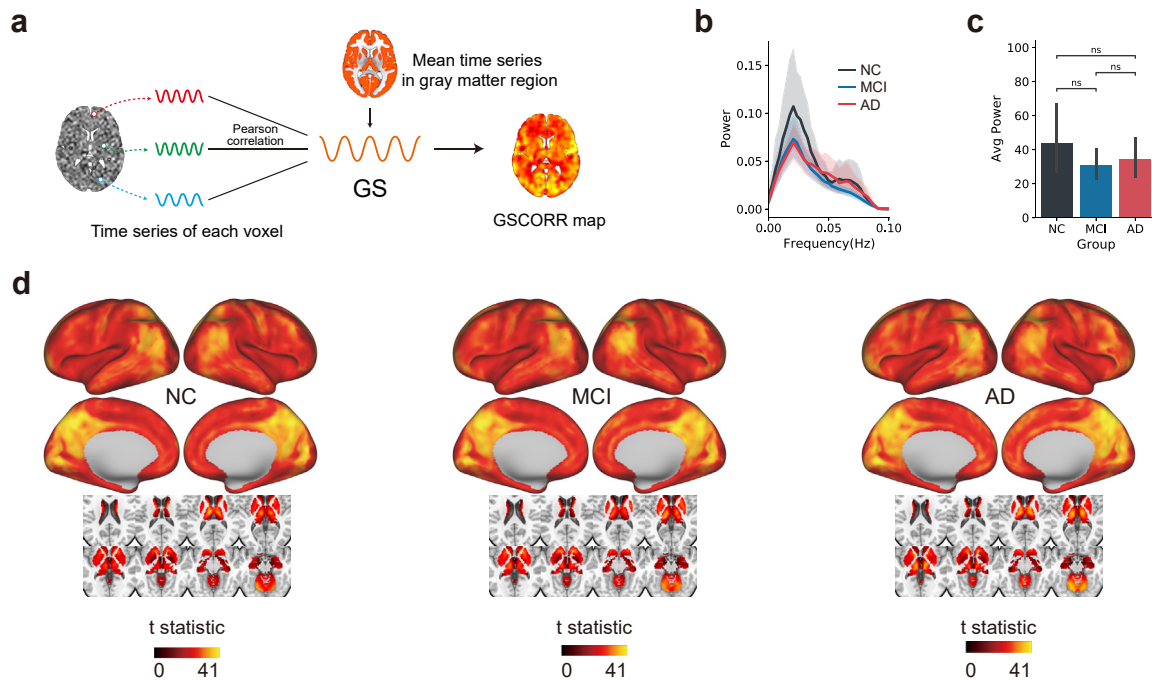 a
Mean time series
in gray matter region
Pearson
correlation
GS
Time series of each voxel
GSCORR map
b
0.15
0.10
0.05
0.00
Power
NC
MCI
AD
0.00
0.05
0.10
Frequency(Hz)
c
100
80
60
40
20
0
Avg Power
ns
ns
ns
NC
MCI
AD
Group
d
NC
MCI
AD
t statistic
0 41
t statistic
0 41
t statistic
0 41